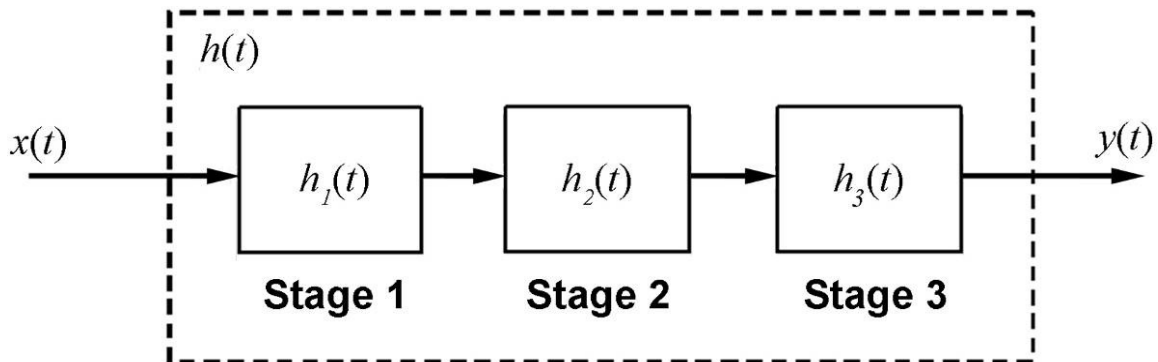 h(t)
x(t)
h₁(t)
h₂(t)
h₃(t)
y(t)
Stage 1
Stage 2
Stage 3